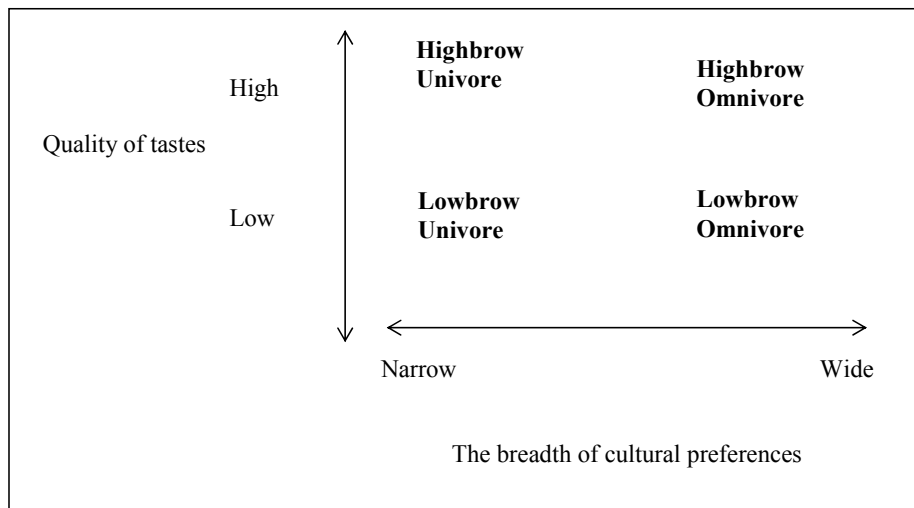 Highbrow
Univore
Highbrow
Omnivore
High
Quality of tastes
Lowbrow
Univore
Lowbrow
Omnivore
Low
Narrow
Wide
The breadth of cultural preferences